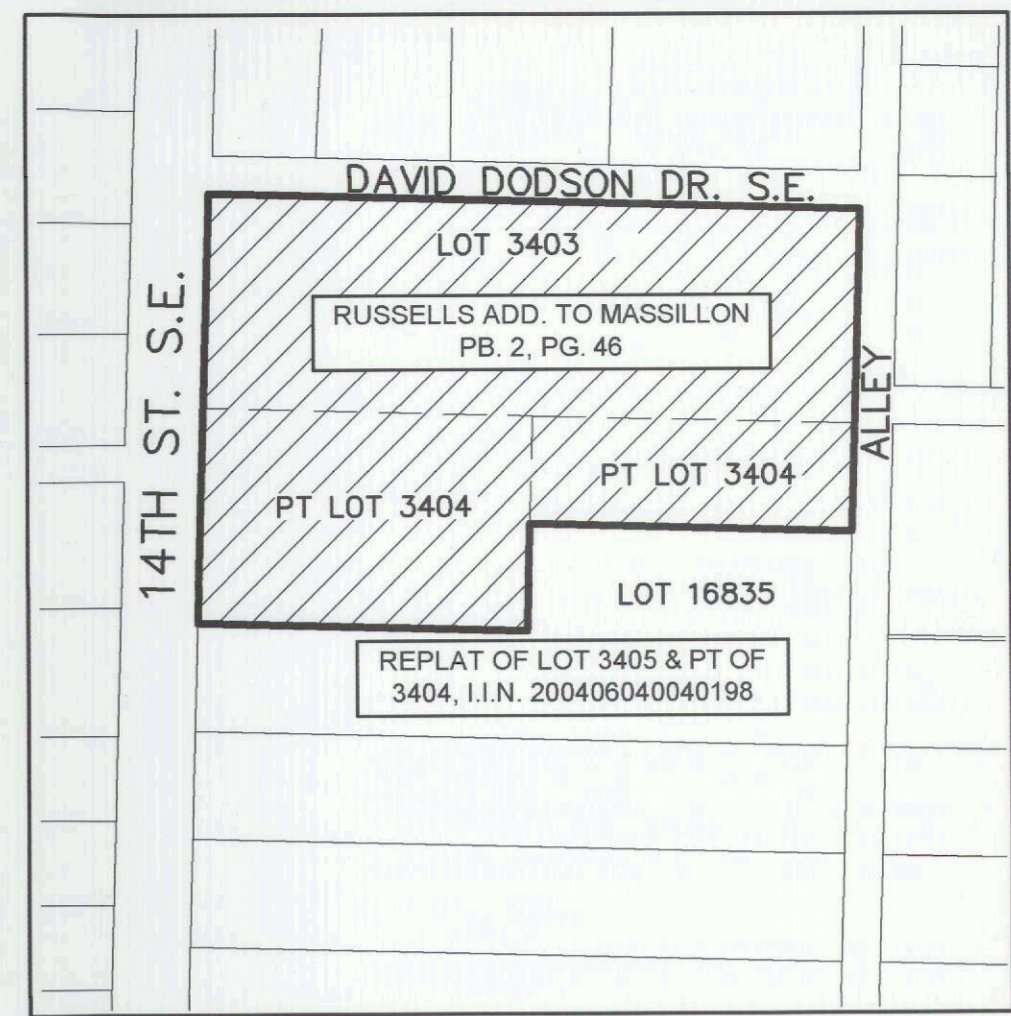 DAVID DODSON DR. S.E.
LOT 3403
RUSSELLS ADD. TO MASSILLON
PB. 2, PG. 46
14TH ST. S.E.
ALLEY
PT LOT 3404
PT LOT 3404
LOT 16835
REPLAT OF LOT 3405 & PT OF
3404, I.I.N. 200406040040198